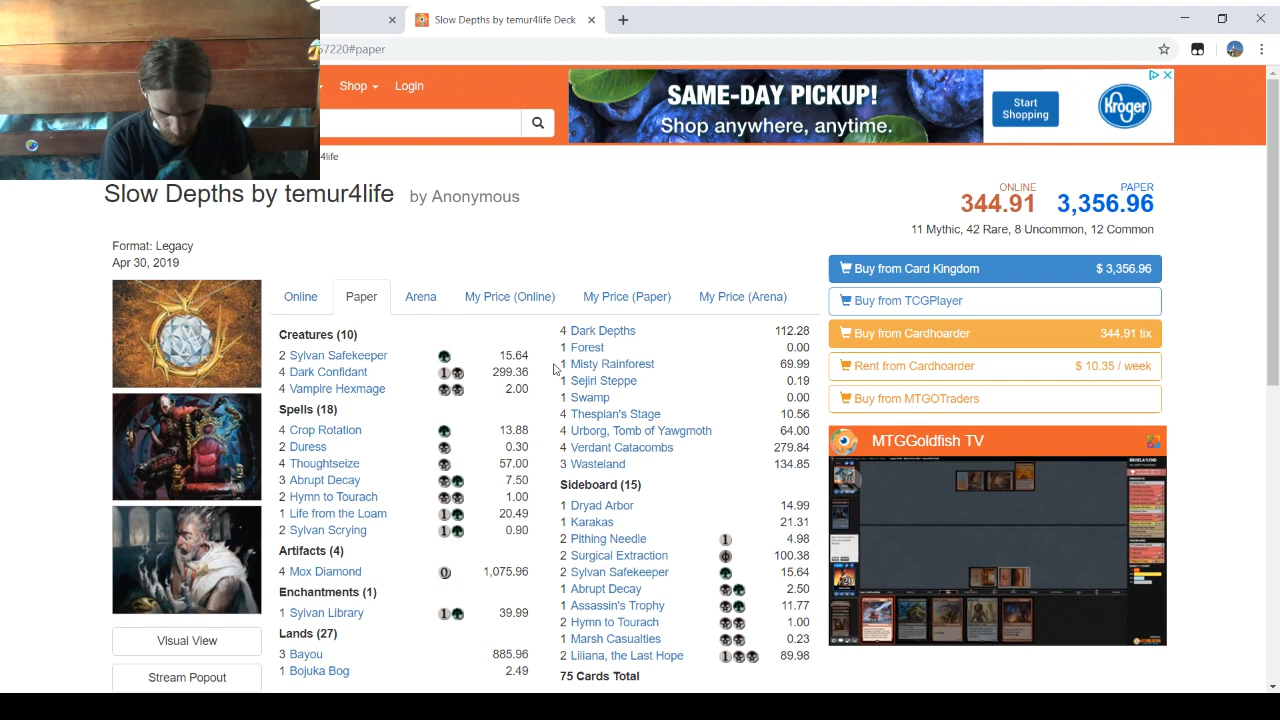 Slow Depths by temur4life Deck
57220#paper
Shop
Login
SAME-DAY PICKUP!
Shop anywhere, anytime.
Start
Shopping
Kroger
4life
Slow Depths by temur4life by Anonymous
ONLINE
344.91
PAPER
3,356.96
11 Mythic, 42 Rare, 8 Uncommon, 12 Common
Format: Legacy
Apr 30, 2019
Online Paper Arena My Price (Online) My Price (Paper) My Price (Arena)
Creatures (10)
2 Sylvan Safekeeper 15.64
4 Dark Confidant 1 299.36
4 Vampire Hexmage 2.00
Spells (18)
4 Crop Rotation 13.88
2 Duress 0.30
4 Thoughtseize 57.00
3 Abrupt Decay 7.50
2 Hymn to Tourach 1.00
1 Life from the Loam 1 20.49
2 Sylvan Scrying 1 0.90
Artifacts (4)
4 Mox Diamond 0 1,075.96
Enchantments (1)
1 Sylvan Library 1 39.99
Lands (27)
3 Bayou 885.96
1 Bojuka Bog 2.49
4 Dark Depths 112.28
1 Forest 0.00
1 Misty Rainforest 69.99
1 Sejiri Steppe 0.19
1 Swamp 0.00
4 Thespian's Stage 10.56
4 Urborg, Tomb of Yawgmoth 64.00
4 Verdant Catacombs 279.84
3 Wasteland 134.85
Sideboard (15)
1 Dryad Arbor 14.99
1 Karakas 21.31
2 Pithing Needle 1 4.98
2 Surgical Extraction 100.38
2 Sylvan Safekeeper 15.64
1 Abrupt Decay 2.50
1 Assassin's Trophy 11.77
2 Hymn to Tourach 1.00
1 Marsh Casualties 0.23
2 Liliana, the Last Hope 1 89.98
75 Cards Total
Buy from Card Kingdom $ 3,356.96
Buy from TCGPlayer
Buy from Cardhoarder 344.91 tix
Rent from Cardhoarder $ 10.35 / week
Buy from MTGOTraders
MTGGoldfish TV
Visual View
Stream Popout